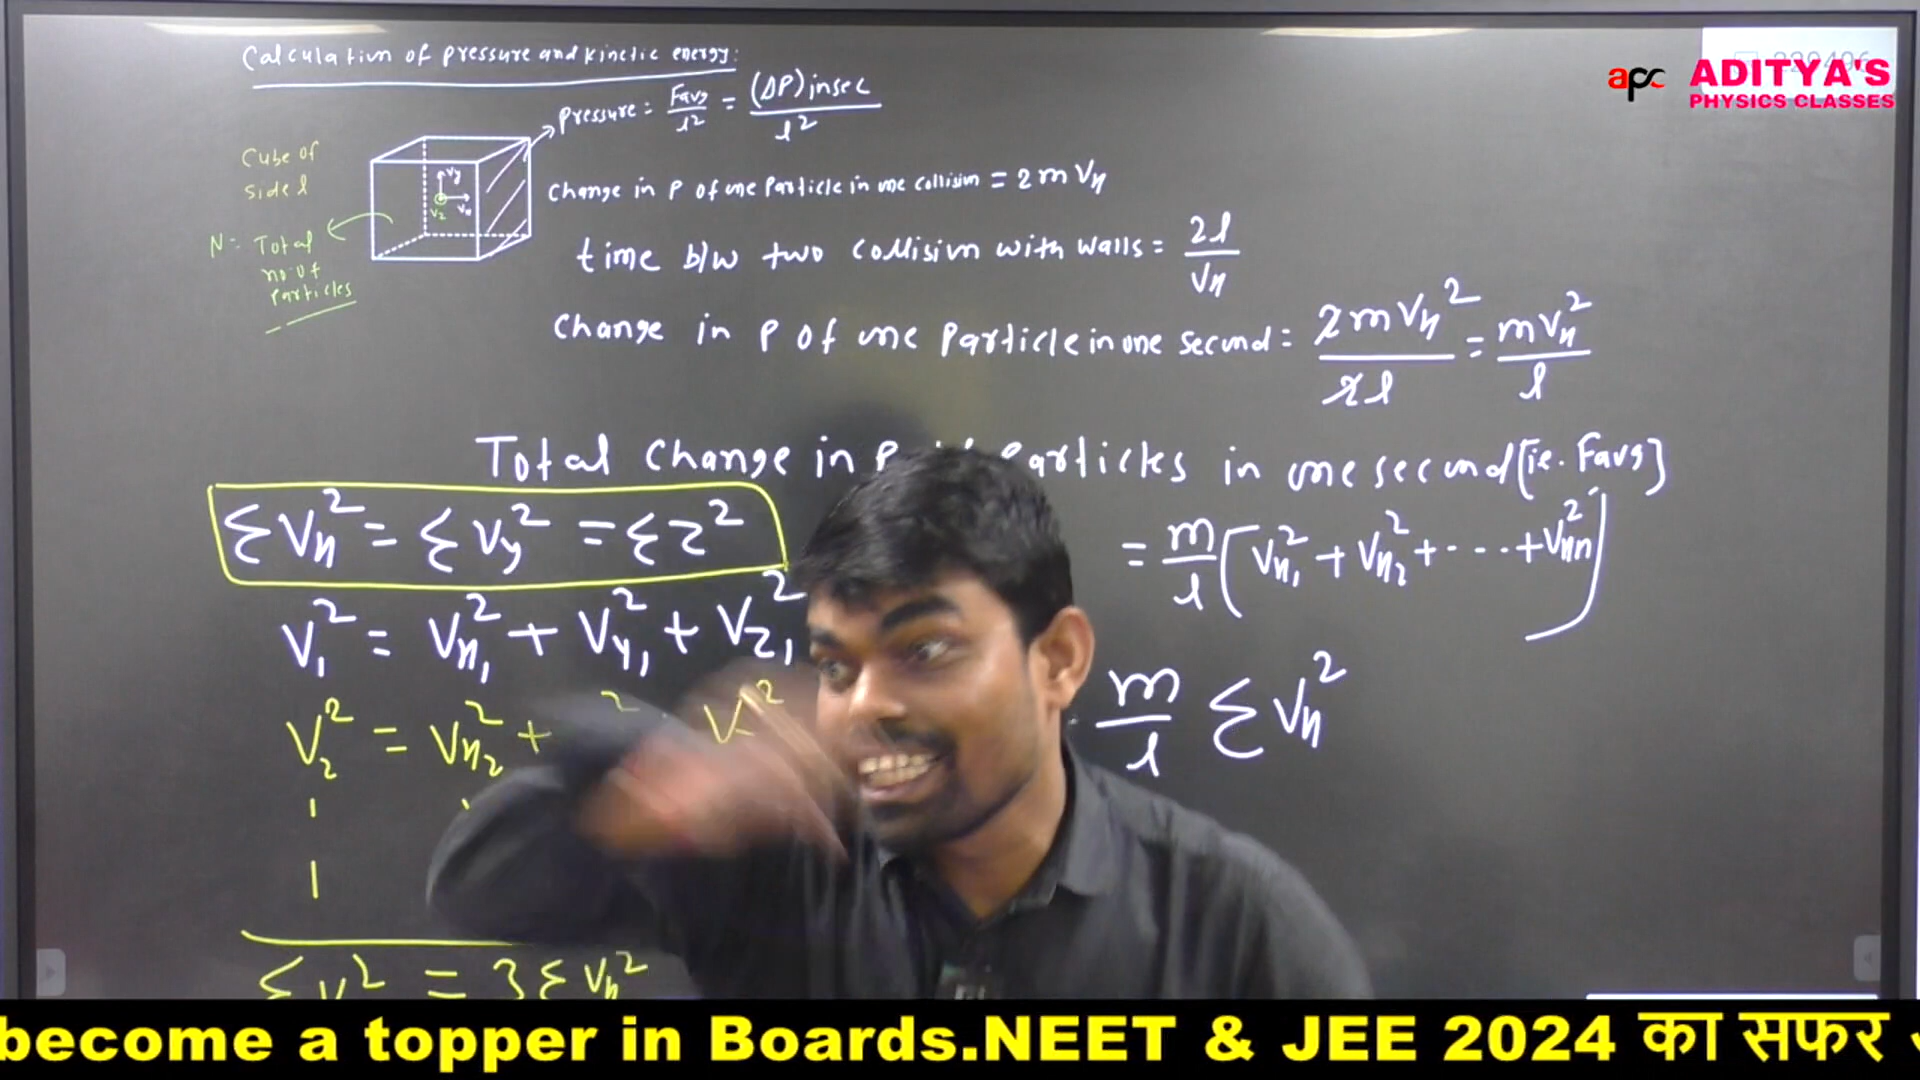 Calculation of pressure and kinetic energy:
Pressure = Favg / l² = (ΔP) in sec / l²
Cube of
side l
N = Total
no. of
Particles
Vy
Vx
Vz
Change in P of one Particle in one collision = 2mVx
time b/w two collision with walls = 2l / Vx
Change in P of one Particle in one second = 2mVx² / 2l = mVx² / l
Total Change in P Particles in one second [i.e. Favg]
= m/l (Vx₁² + Vx₂² + ... + Vxn²)
ΣVx² = ΣVy² = Σz²
V₁² = Vx₁² + Vy₁² + Vz₁²
m/l ΣVx²
V₂² = Vx₂² +
Σv² = 3ΣVx²
apc ADITYA'S
PHYSICS CLASSES
become a topper in Boards.NEET & JEE 2024 का सफर